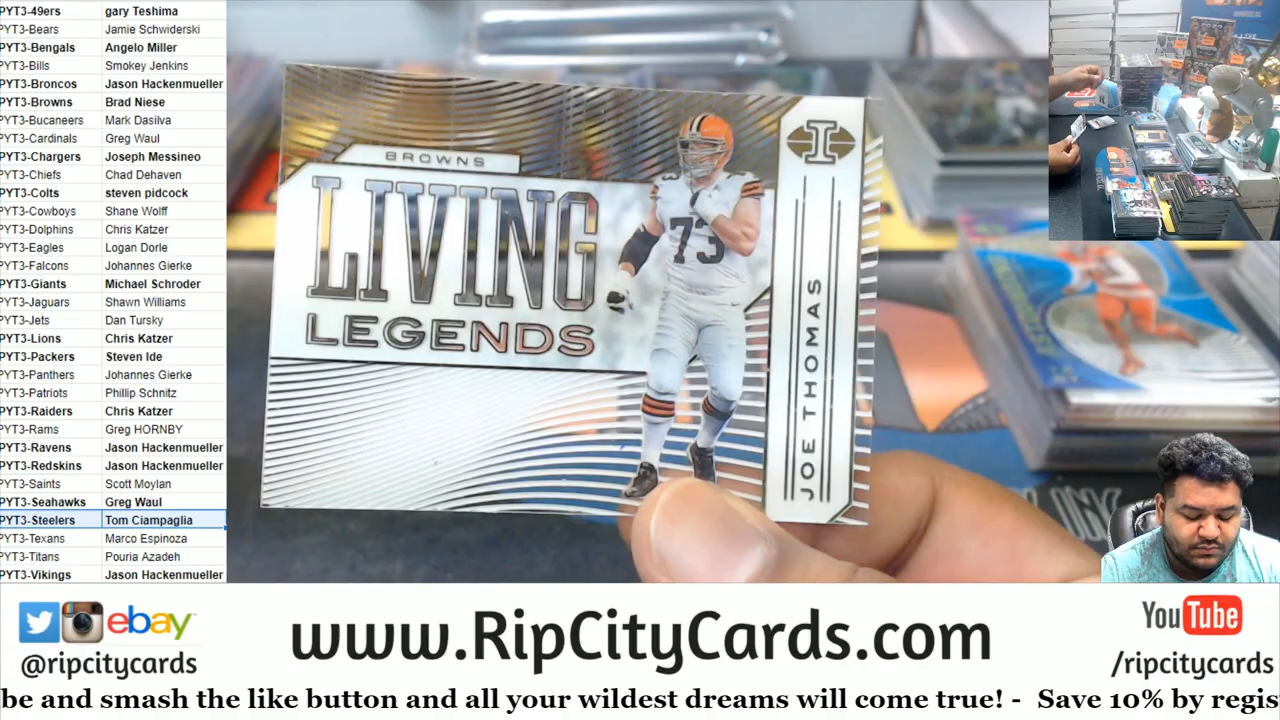 PYT3-49ers gary Teshima
PYT3-Bears Jamie Schwiderski
PYT3-Bengals Angelo Miller
PYT3-Bills Smokey Jenkins
PYT3-Broncos Jason Hackenmueller
PYT3-Browns Brad Niese
PYT3-Bucaneers Mark Dasilva
PYT3-Cardinals Greg Waul
PYT3-Chargers Joseph Messineo
PYT3-Chiefs Chad Dehaven
PYT3-Colts steven pidcock
PYT3-Cowboys Shane Wolff
PYT3-Dolphins Chris Katzer
PYT3-Eagles Logan Dorle
PYT3-Falcons Johannes Gierke
PYT3-Giants Michael Schroder
PYT3-Jaguars Shawn Williams
PYT3-Jets Dan Tursky
PYT3-Lions Chris Katzer
PYT3-Packers Steven Ide
PYT3-Panthers Johannes Gierke
PYT3-Patriots Phillip Schnitz
PYT3-Raiders Chris Katzer
PYT3-Rams Greg HORNBY
PYT3-Ravens Jason Hackenmueller
PYT3-Redskins Jason Hackenmueller
PYT3-Saints Scott Moylan
PYT3-Seahawks Greg Waul
PYT3-Steelers Tom Ciampaglia
PYT3-Texans Marco Espinoza
PYT3-Titans Pouria Azadeh
PYT3-Vikings Jason Hackenmueller
BROWNS
LIVING
LEGENDS
73
I
JOE THOMAS
ebay
@ripcitycards
www.RipCityCards.com
YouTube
/ripcitycards
be and smash the like button and all your wildest dreams will come true! - Save 10% by regis